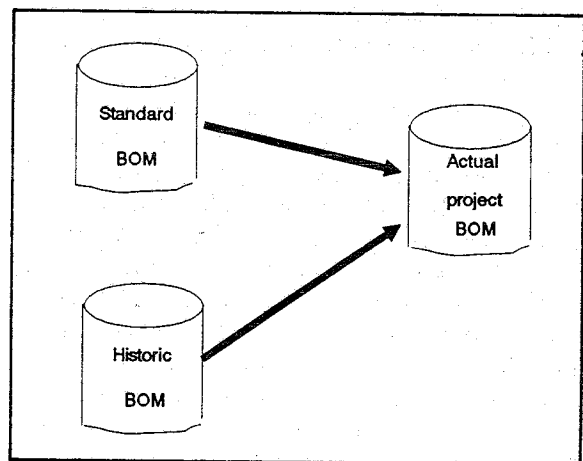 Standard
BOM
Actual
project
BOM
Historic
BOM